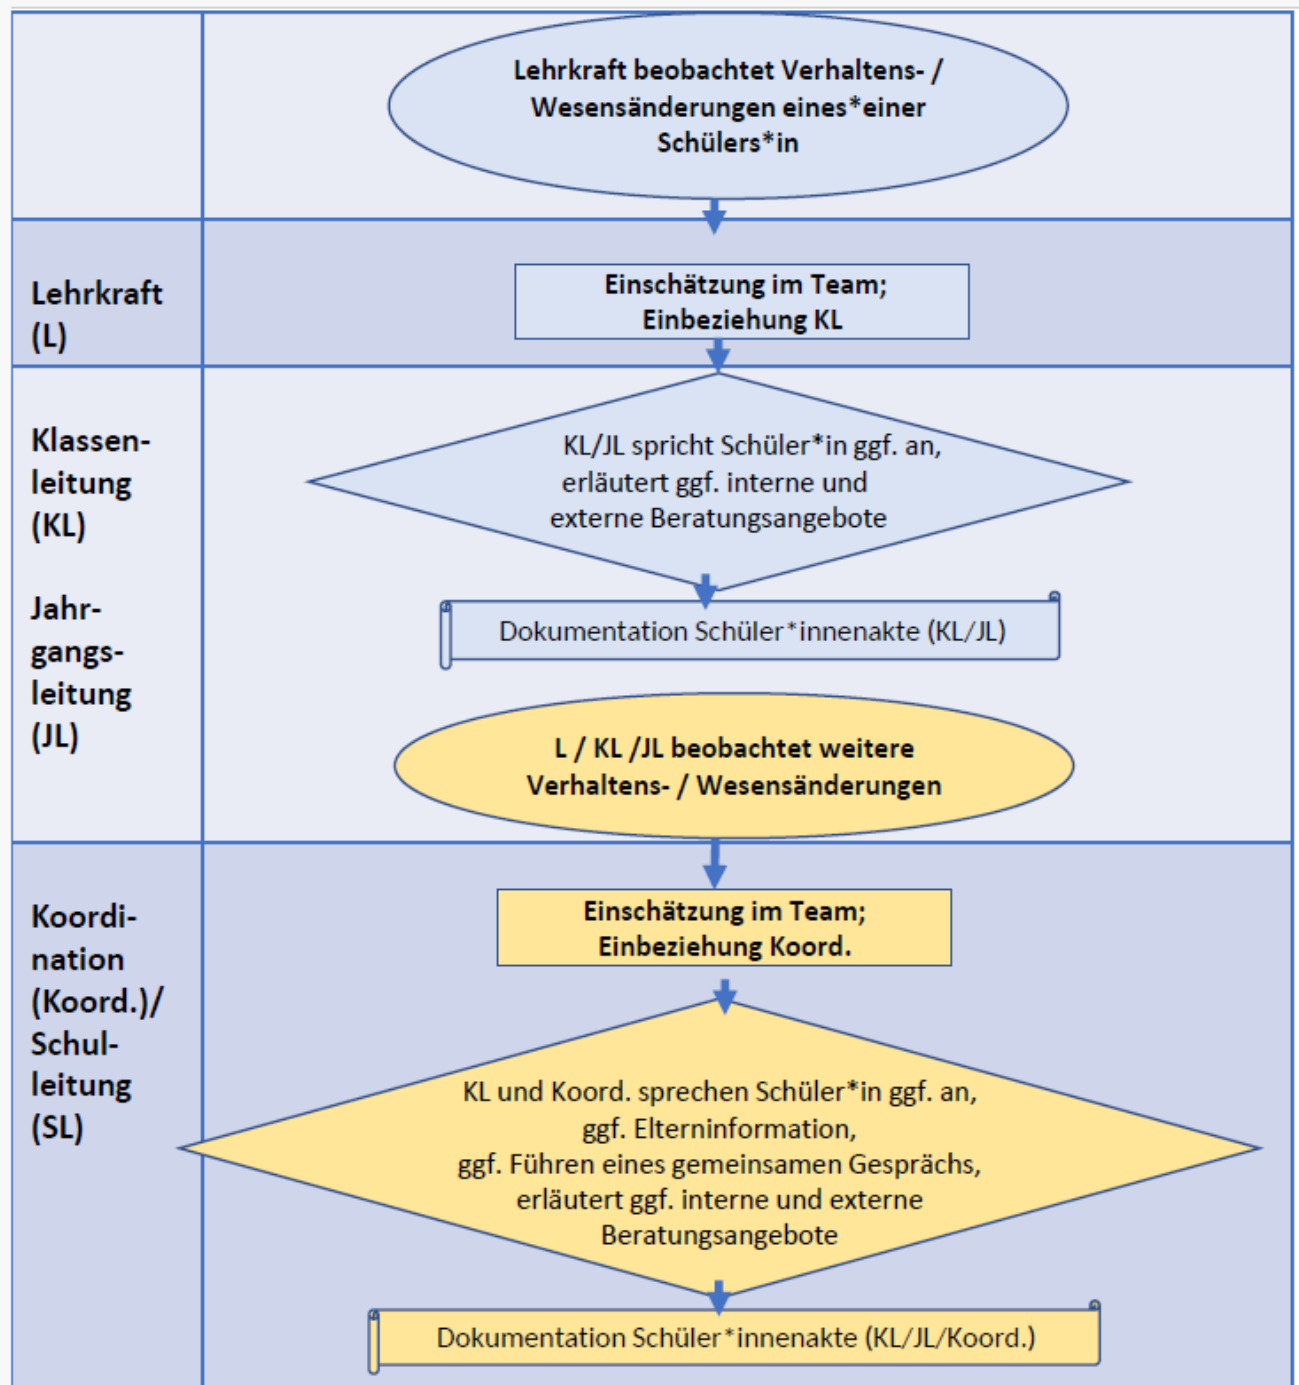 Lehrkraft beobachtet Verhaltens- /
Wesensänderungen eines*einer
Schülers*in
Lehrkraft
(L)
Einschätzung im Team;
Einbeziehung KL
Klassen-
leitung
(KL)
Jahr-
gangs-
leitung
(JL)
KL/JL spricht Schüler*in ggf. an,
erläutert ggf. interne und
externe Beratungsangebote
Dokumentation Schüler*innenakte (KL/JL)
L / KL /JL beobachtet weitere
Verhaltens- / Wesensänderungen
Koordi-
nation
(Koord.)/
Schul-
leitung
(SL)
Einschätzung im Team;
Einbeziehung Koord.
KL und Koord. sprechen Schüler*in ggf. an,
ggf. Elterninformation,
ggf. Führen eines gemeinsamen Gesprächs,
erläutert ggf. interne und externe
Beratungsangebote
Dokumentation Schüler*innenakte (KL/JL/Koord.)